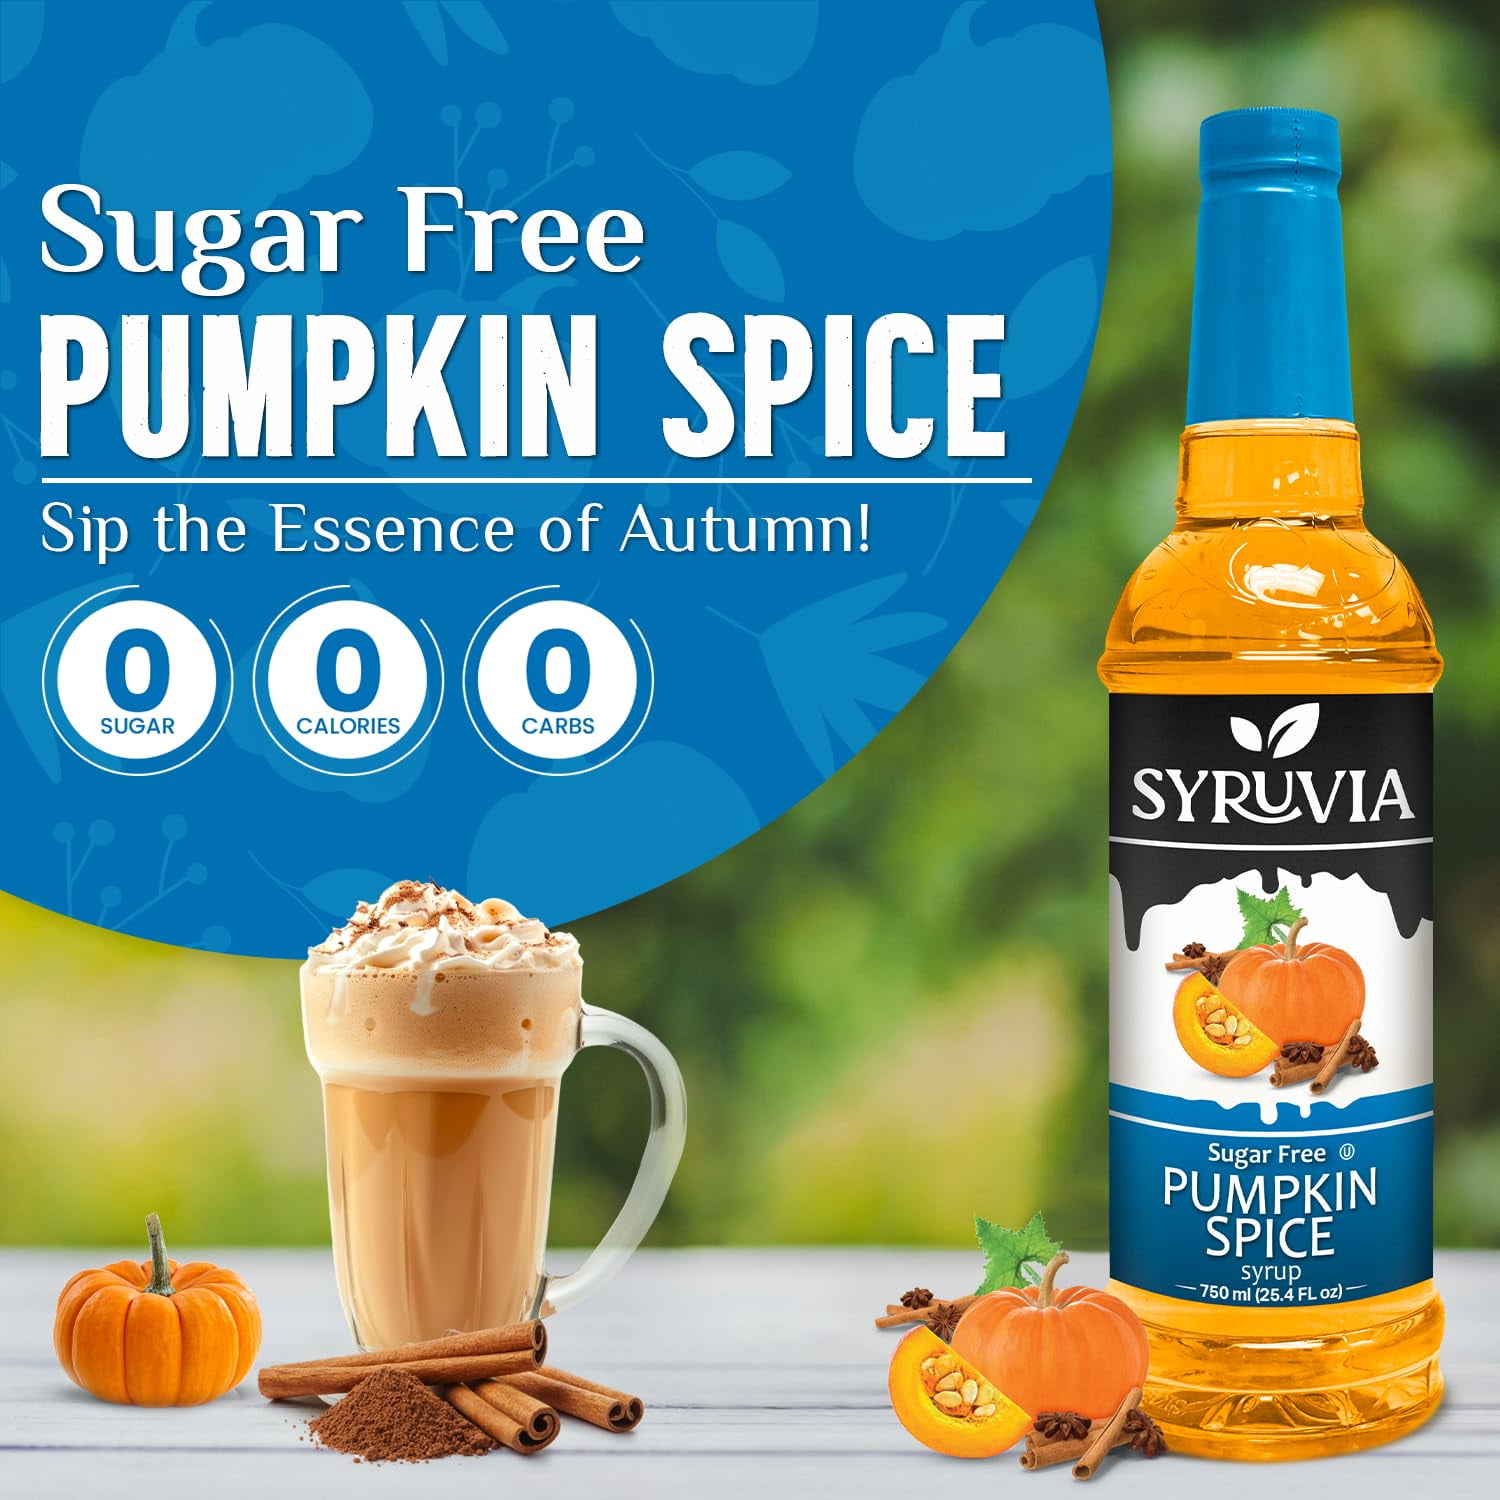 Sugar Free
PUMPKIN SPICE
Sip the Essence of Autumn!
0
SUGAR
0
CALORIES
0
CARBS
SYRUVIA
Sugar Free Ⓤ
PUMPKIN
SPICE
syrup
750 ml (25.4 FL oz)